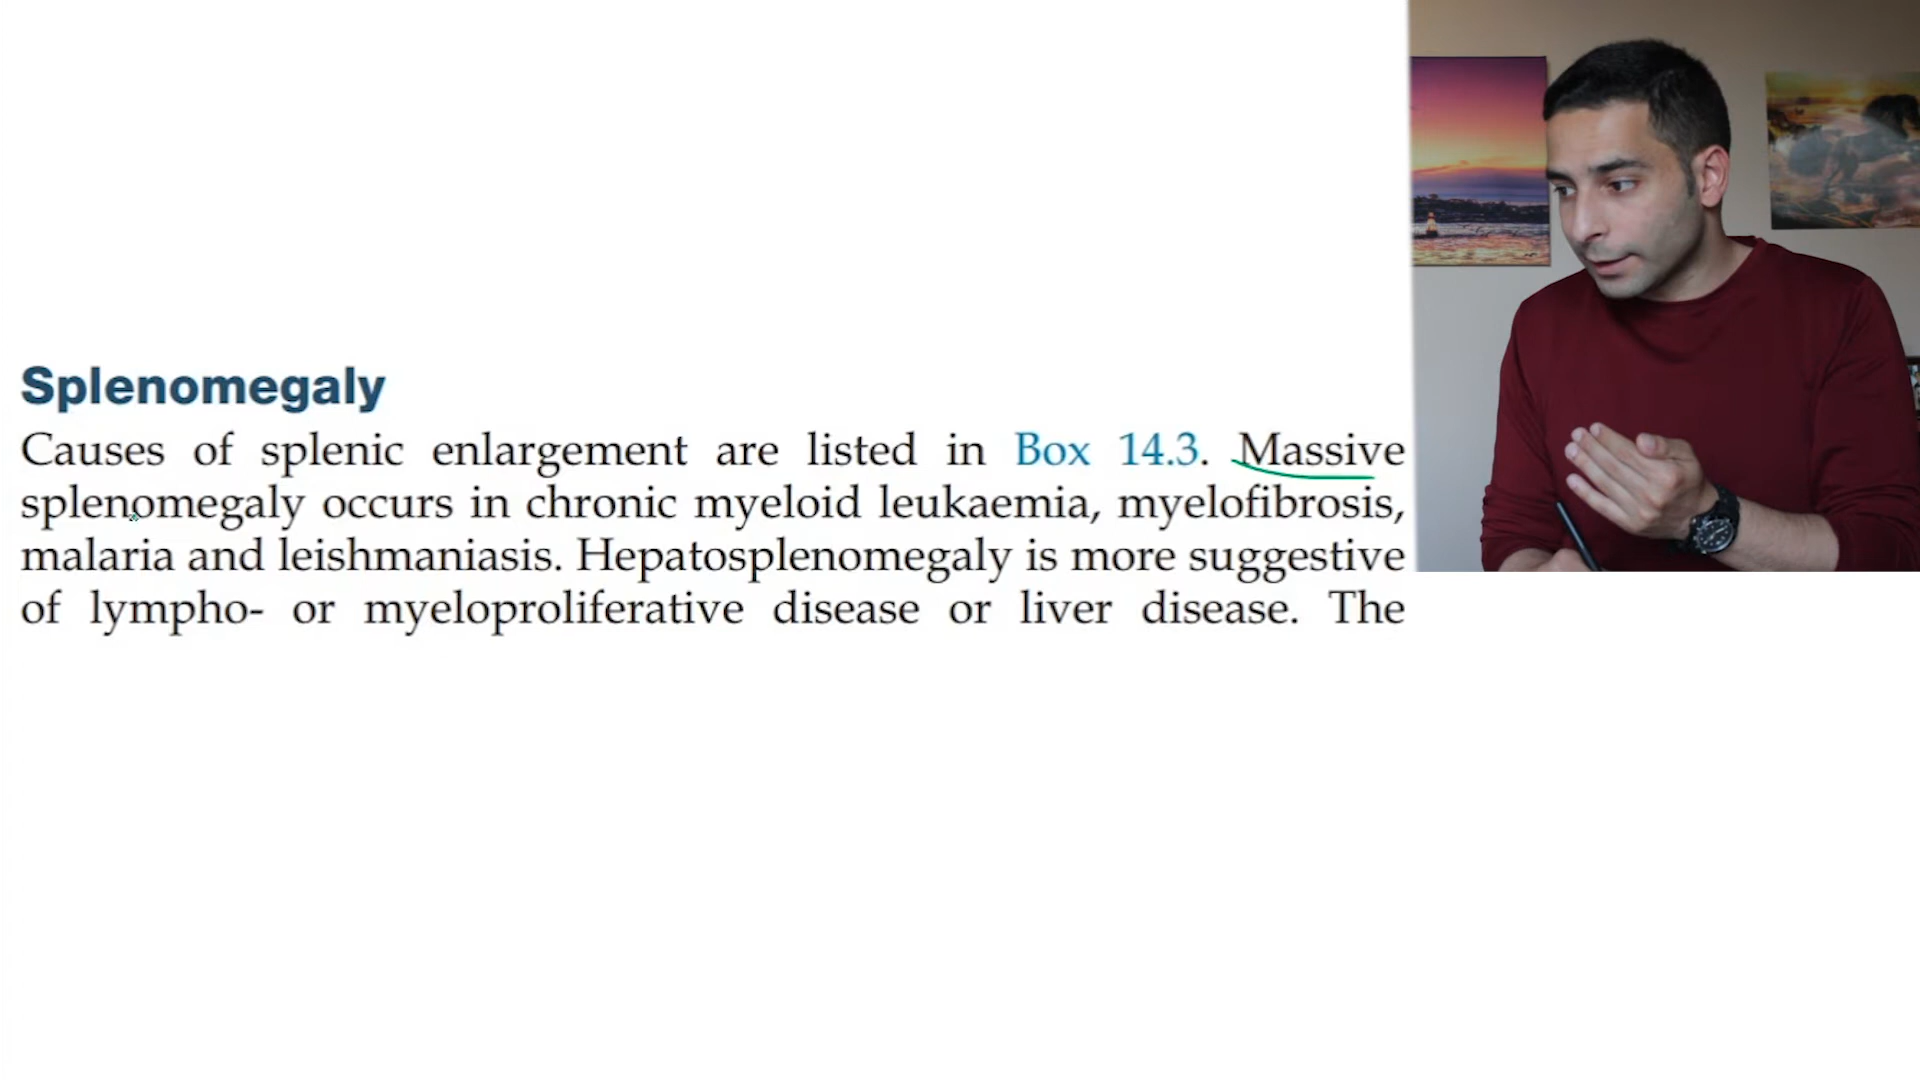 Splenomegaly
Causes of splenic enlargement are listed in Box 14.3. Massive
splenomegaly occurs in chronic myeloid leukaemia, myelofibrosis,
malaria and leishmaniasis. Hepatosplenomegaly is more suggestive
of lympho- or myeloproliferative disease or liver disease. The